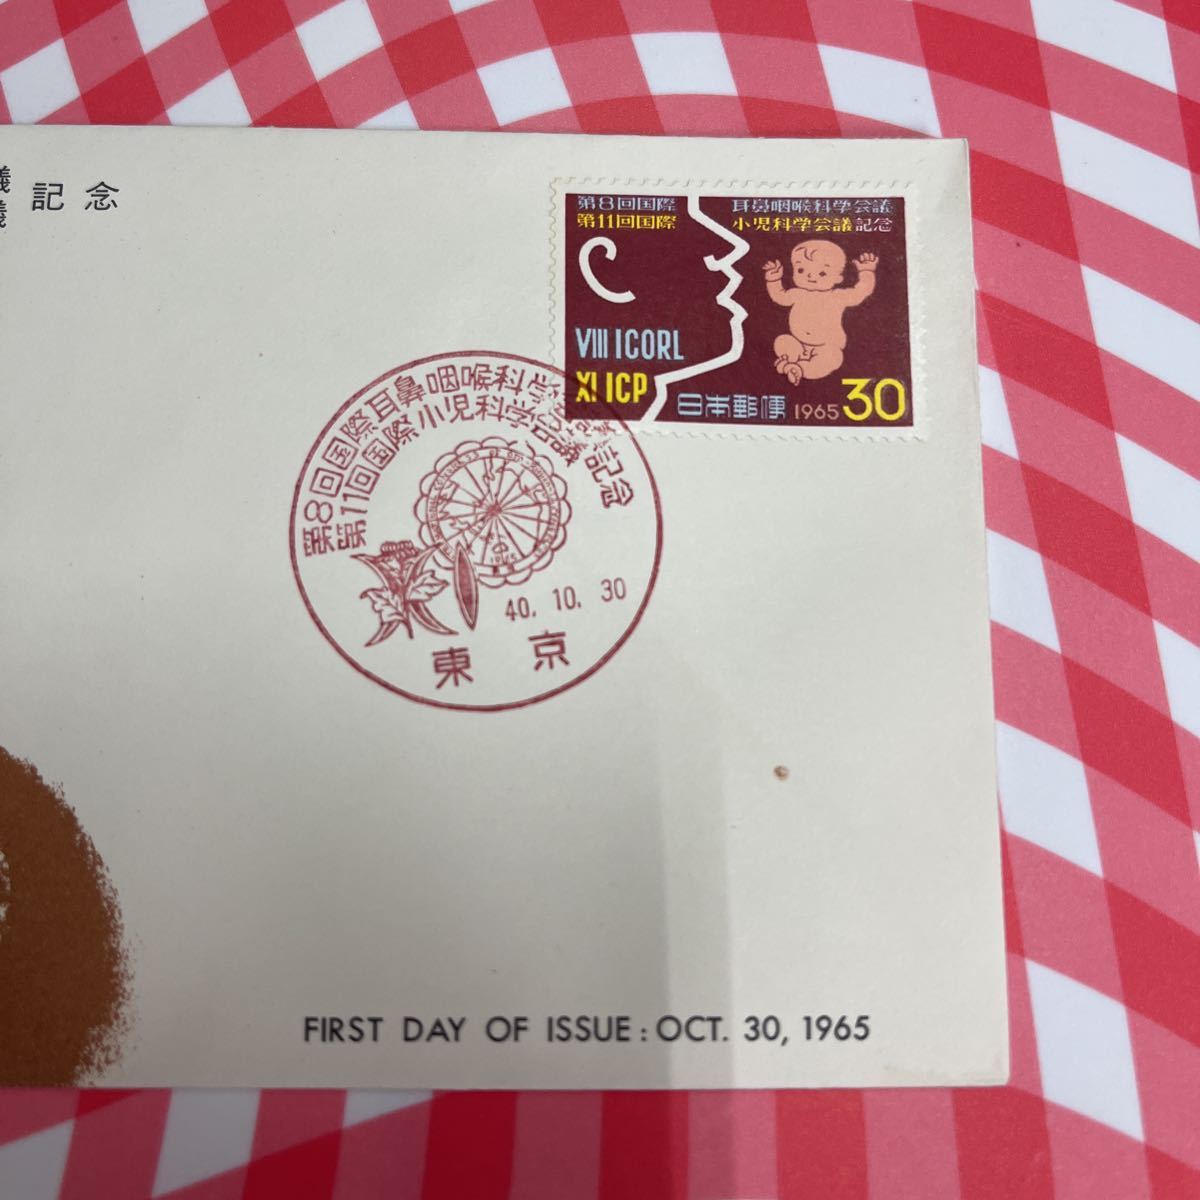 議
議
記念
第8回国際 耳鼻咽喉科学会議
第11回国際 小児科学会議記念
VIII ICORL
XI ICP
日本郵便 1965 30
第8回国際耳鼻咽喉科学会議記念
第11回国際小児科学会議
1965
40.10.30
東京
FIRST DAY OF ISSUE : OCT. 30, 1965